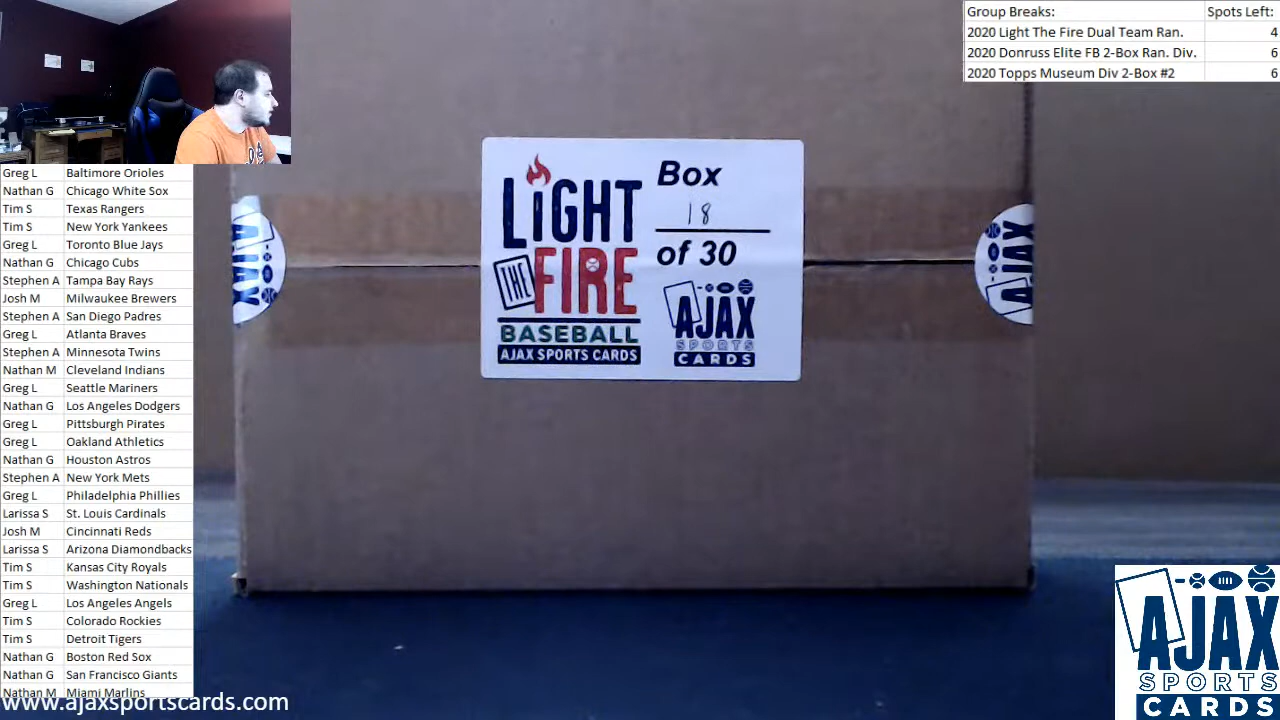 Group Breaks: Spots Left:
2020 Light The Fire Dual Team Ran. 4
2020 Donruss Elite FB 2-Box Ran. Div. 6
2020 Topps Museum Div 2-Box #2 6
Greg L Baltimore Orioles
Nathan G Chicago White Sox
Tim S Texas Rangers
Tim S New York Yankees
Greg L Toronto Blue Jays
Nathan G Chicago Cubs
Stephen A Tampa Bay Rays
Josh M Milwaukee Brewers
Stephen A San Diego Padres
Greg L Atlanta Braves
Stephen A Minnesota Twins
Nathan M Cleveland Indians
Greg L Seattle Mariners
Nathan G Los Angeles Dodgers
Greg L Pittsburgh Pirates
Greg L Oakland Athletics
Nathan G Houston Astros
Stephen A New York Mets
Greg L Philadelphia Phillies
Larissa S St. Louis Cardinals
Josh M Cincinnati Reds
Larissa S Arizona Diamondbacks
Tim S Kansas City Royals
Tim S Washington Nationals
Greg L Los Angeles Angels
Tim S Colorado Rockies
Tim S Detroit Tigers
Nathan G Boston Red Sox
Nathan G San Francisco Giants
Nathan M Miami Marlins
www.ajaxsportscards.com
LiGHT
THE FIRE
BASEBALL
AJAX SPORTS CARDS
Box
18
of 30
AJAX
SPORTS
CARDS
AJAX
AJAX
AJAX
SPORTS
CARDS